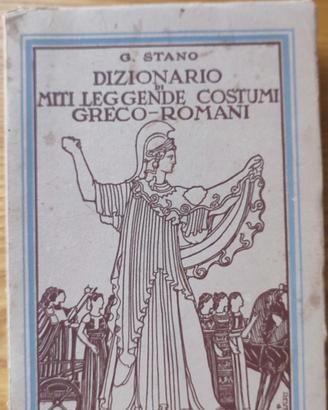 G. STANO
DIZIONARIO
DI
MITI LEGGENDE COSTUMI
GRECO-ROMANI